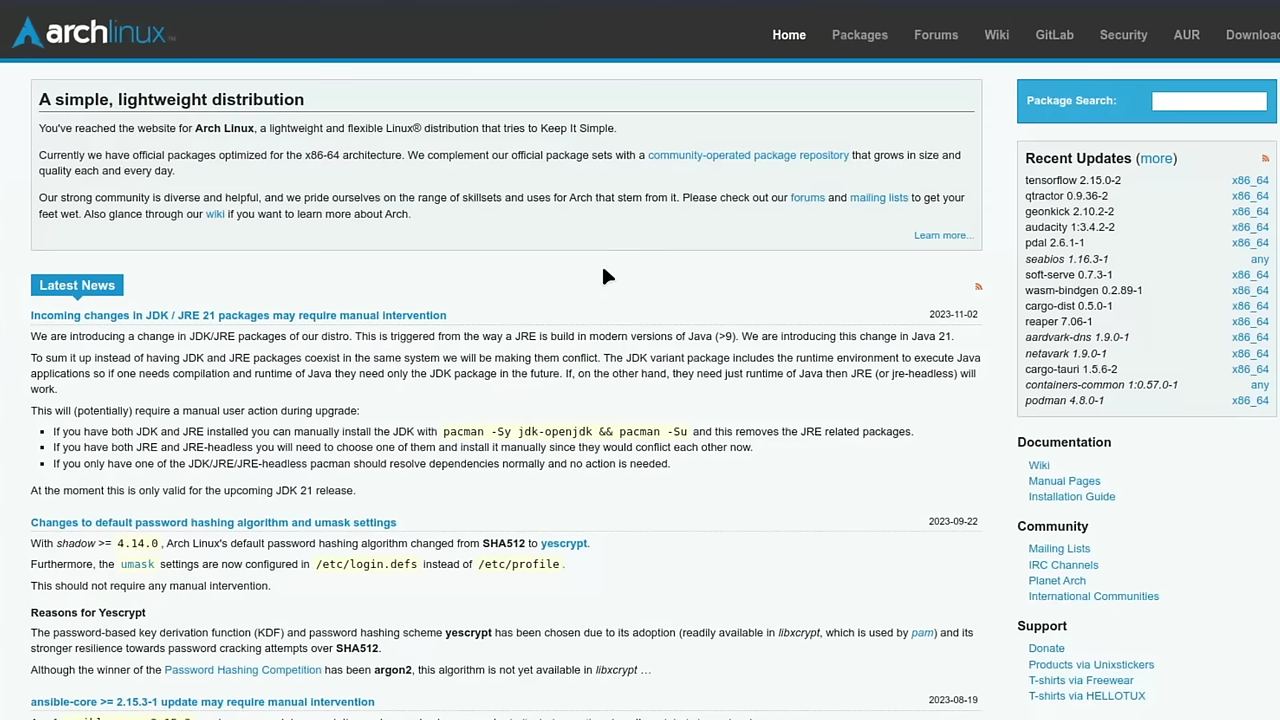 archlinux
Home Packages Forums Wiki GitLab Security AUR
A simple, lightweight distribution
You've reached the website for Arch Linux, a lightweight and flexible Linux® distribution that tries to Keep It Simple.
Currently we have official packages optimized for the x86-64 architecture. We complement our official package sets with a community-operated package repository that grows in size and
quality each and every day.
Our strong community is diverse and helpful, and we pride ourselves on the range of skillsets and uses for Arch that stem from it. Please check out our forums and mailing lists to get your
feet wet. Also glance through our wiki if you want to learn more about Arch.
Learn more...
Latest News
Incoming changes in JDK / JRE 21 packages may require manual intervention 2023-11-02
We are introducing a change in JDK/JRE packages of our distro. This is triggered from the way a JRE is build in modern versions of Java (>9). We are introducing this change in Java 21.
To sum it up instead of having JDK and JRE packages coexist in the same system we will be making them conflict. The JDK variant package includes the runtime environment to execute Java
applications so if one needs compilation and runtime of Java they need only the JDK package in the future. If, on the other hand, they need just runtime of Java then JRE (or jre-headless) will
work.
This will (potentially) require a manual user action during upgrade:
If you have both JDK and JRE installed you can manually install the JDK with pacman -Sy jdk-openjdk && pacman -Su and this removes the JRE related packages.
If you have both JRE and JRE-headless you will need to choose one of them and install it manually since they would conflict each other now.
If you only have one of the JDK/JRE/JRE-headless pacman should resolve dependencies normally and no action is needed.
At the moment this is only valid for the upcoming JDK 21 release.
Changes to default password hashing algorithm and umask settings 2023-09-22
With shadow >= 4.14.0, Arch Linux's default password hashing algorithm changed from SHA512 to yescrypt.
Furthermore, the umask settings are now configured in /etc/login.defs instead of /etc/profile.
This should not require any manual intervention.
Reasons for Yescrypt
The password-based key derivation function (KDF) and password hashing scheme yescrypt has been chosen due to its adoption (readily available in libxcrypt, which is used by pam) and its
stronger resilience towards password cracking attempts over SHA512.
Although the winner of the Password Hashing Competition has been argon2, this algorithm is not yet available in libxcrypt ...
ansible-core >= 2.15.3-1 update may require manual intervention 2023-08-19
Package Search:
Recent Updates (more)
tensorflow 2.15.0-2 x86_64
qtractor 0.9.36-2 x86_64
geonkick 2.10.2-2 x86_64
audacity 1:3.4.2-2 x86_64
pdal 2.6.1-1 x86_64
seabios 1.16.3-1 any
soft-serve 0.7.3-1 x86_64
wasm-bindgen 0.2.89-1 x86_64
cargo-dist 0.5.0-1 x86_64
reaper 7.06-1 x86_64
aardvark-dns 1.9.0-1 x86_64
netavark 1.9.0-1 x86_64
cargo-tauri 1.5.6-2 x86_64
containers-common 1:0.57.0-1 any
podman 4.8.0-1 x86_64
Documentation
Wiki
Manual Pages
Installation Guide
Community
Mailing Lists
IRC Channels
Planet Arch
International Communities
Support
Donate
Products via Unixstickers
T-shirts via Freewear
T-shirts via HELLOTUX